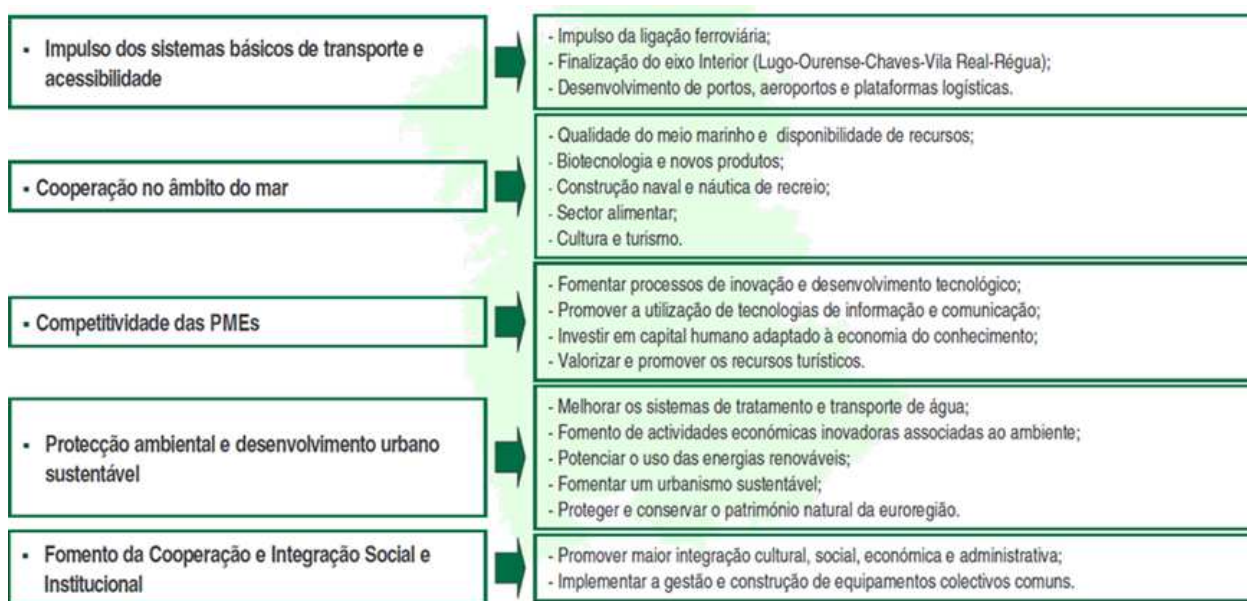 ▪ Impulso dos sistemas básicos de transporte e
acessibilidade
- Impulso da ligação ferroviária;
- Finalização do eixo Interior (Lugo-Ourense-Chaves-Vila Real-Régua);
- Desenvolvimento de portos, aeroportos e plataformas logísticas.
▪ Cooperação no âmbito do mar
- Qualidade do meio marinho e disponibilidade de recursos;
- Biotecnologia e novos produtos;
- Construção naval e náutica de recreio;
- Sector alimentar;
- Cultura e turismo.
▪ Competitividade das PMEs
- Fomentar processos de inovação e desenvolvimento tecnológico;
- Promover a utilização de tecnologias de informação e comunicação;
- Investir em capital humano adaptado à economia do conhecimento;
- Valorizar e promover os recursos turísticos.
▪ Protecção ambiental e desenvolvimento urbano
sustentável
- Melhorar os sistemas de tratamento e transporte de água;
- Fomento de actividades económicas inovadoras associadas ao ambiente;
- Potenciar o uso das energias renováveis;
- Fomentar um urbanismo sustentável;
- Proteger e conservar o património natural da euroregião.
▪ Fomento da Cooperação e Integração Social e
Institucional
- Promover maior integração cultural, social, económica e administrativa;
- Implementar a gestão e construção de equipamentos colectivos comuns.